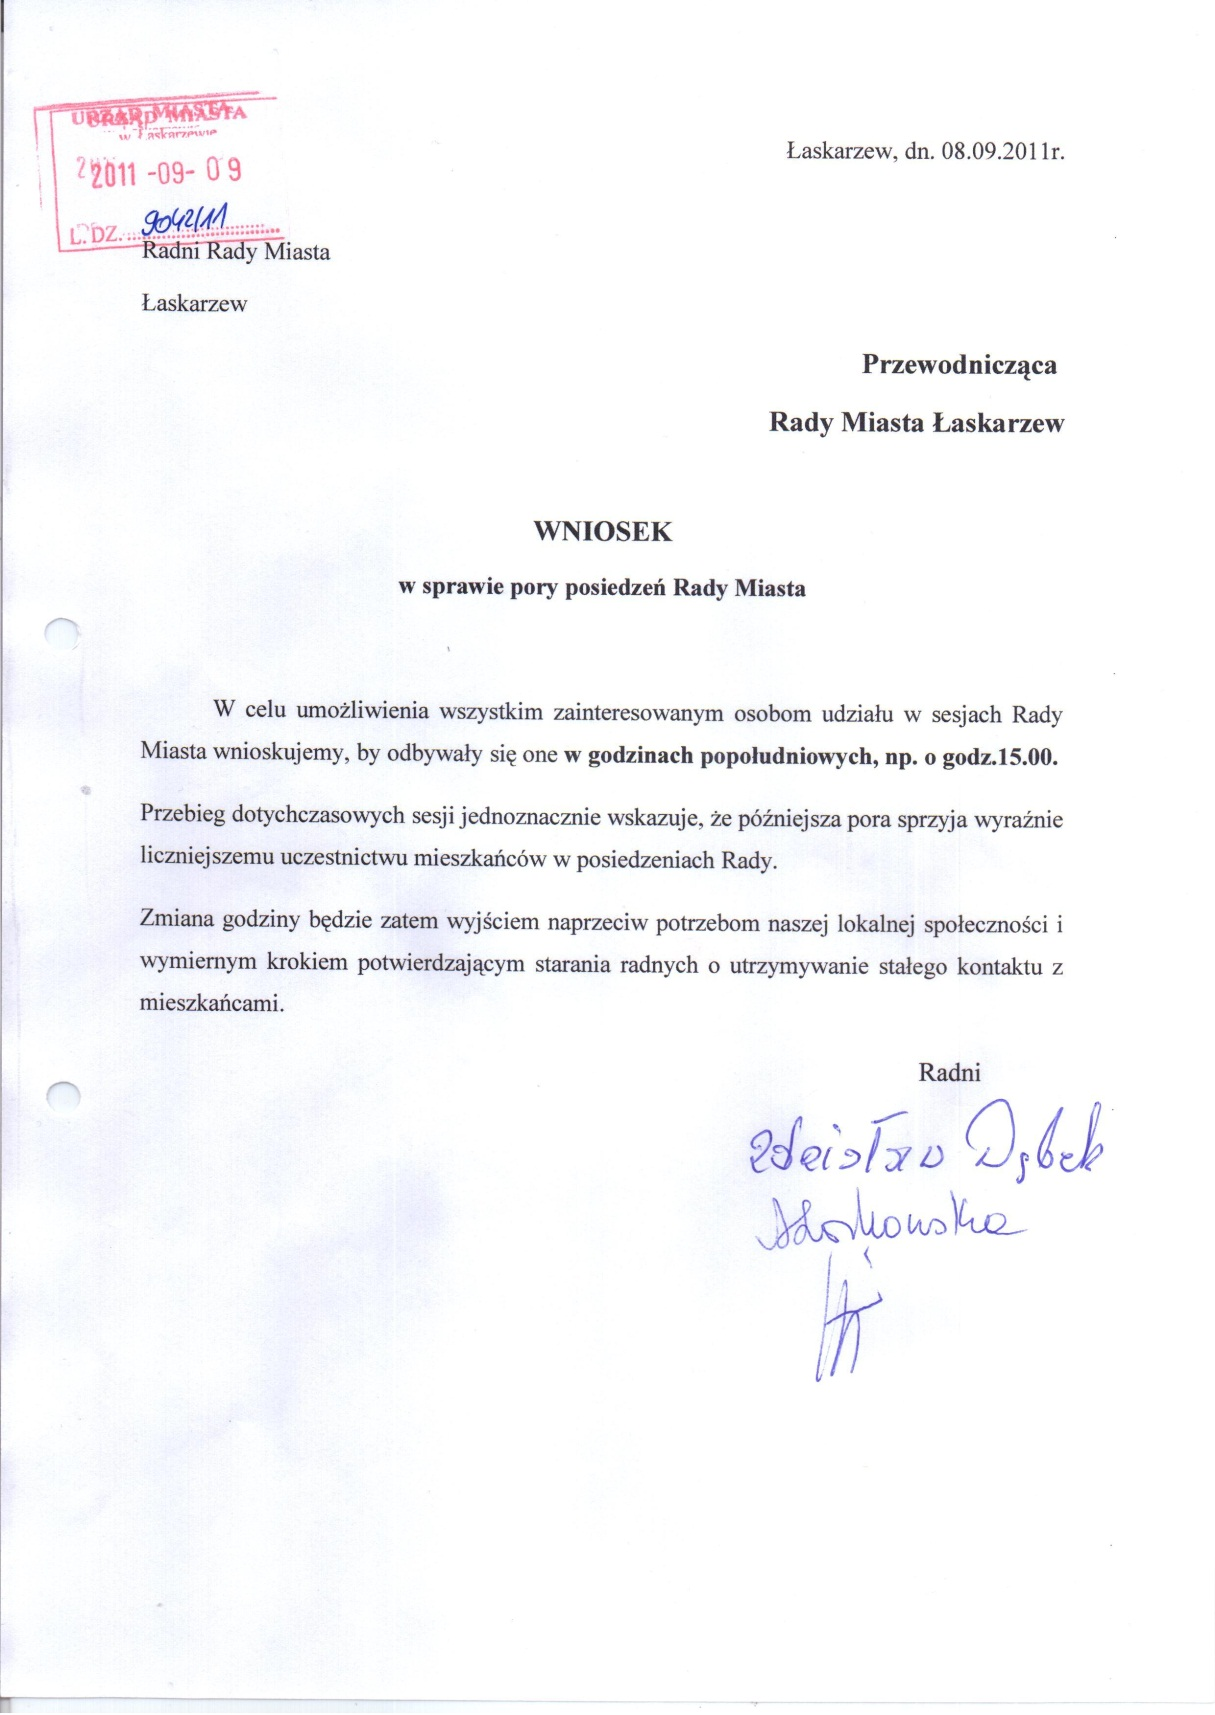 URZĄD MIASTA
w Łaskarzewie
2011 -09- 09
L. DZ. 9042/11
Łaskarzew, dn. 08.09.2011r.
Radni Rady Miasta
Łaskarzew
Przewodnicząca
Rady Miasta Łaskarzew
WNIOSEK
w sprawie pory posiedzeń Rady Miasta
W celu umożliwienia wszystkim zainteresowanym osobom udziału w sesjach Rady
Miasta wnioskujemy, by odbywały się one w godzinach popołudniowych, np. o godz.15.00.
Przebieg dotychczasowych sesji jednoznacznie wskazuje, że późniejsza pora sprzyja wyraźnie
liczniejszemu uczestnictwu mieszkańców w posiedzeniach Rady.
Zmiana godziny będzie zatem wyjściem naprzeciw potrzebom naszej lokalnej społeczności i
wymiernym krokiem potwierdzającym starania radnych o utrzymywanie stałego kontaktu z
mieszkańcami.
Radni
Zdzisław Dąbek